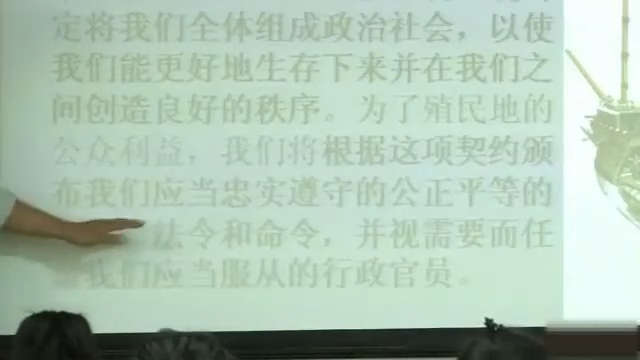 定将我们全体组成政治社会，以使
我们能更好地生存下来并在我们之
间创造良好的秩序。为了殖民地的
公众利益，我们将根据这项契约颁
布我们应当忠实遵守的公正平等的
法令和命令，并视需要而任
我们应当服从的行政官员。